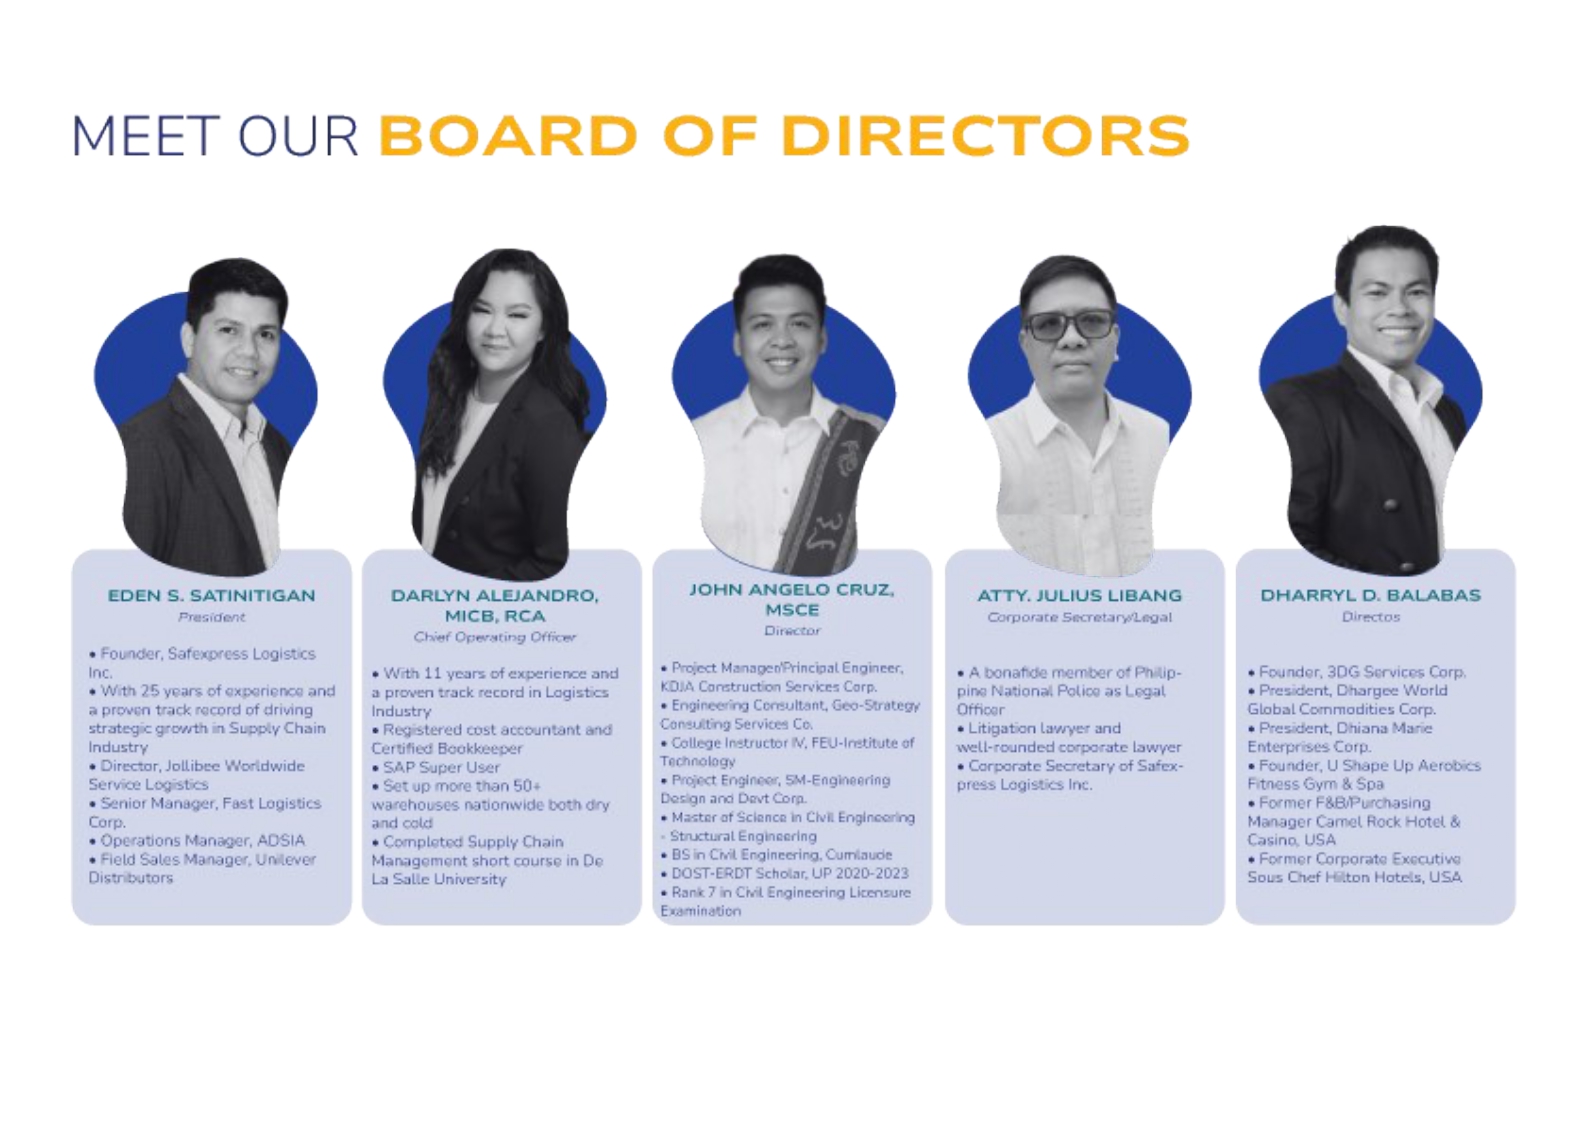 MEET OUR BOARD OF DIRECTORS
EDEN S. SATINITIGAN
President
• Founder, Safexpress Logistics
Inc.
• With 25 years of experience and
a proven track record of driving
strategic growth in Supply Chain
Industry
• Director, Jollibee Worldwide
Service Logistics
• Senior Manager, Fast Logistics
Corp.
• Operations Manager, ADSIA
• Field Sales Manager, Unilever
Distributors
DARLYN ALEJANDRO,
MICB, RCA
Chief Operating Officer
• With 11 years of experience and
a proven track record in Logistics
Industry
• Registered cost accountant and
Certified Bookkeeper
• SAP Super User
• Set up more than 50+
warehouses nationwide both dry
and cold
• Completed Supply Chain
Management short course in De
La Salle University
JOHN ANGELO CRUZ,
MSCE
Director
• Project Manager/Principal Engineer,
KDJA Construction Services Corp.
• Engineering Consultant, Geo-Strategy
Consulting Services Co.
• College Instructor IV, FEU-Institute of
Technology
• Project Engineer, SM-Engineering
Design and Devt Corp.
• Master of Science in Civil Engineering
- Structural Engineering
• BS in Civil Engineering, Cumlaude
• DOST-ERDT Scholar, UP 2020-2023
• Rank 7 in Civil Engineering Licensure
Examination
ATTY. JULIUS LIBANG
Corporate Secretary/Legal
• A bonafide member of Philip-
pine National Police as Legal
Officer
• Litigation lawyer and
well-rounded corporate lawyer
• Corporate Secretary of Safex-
press Logistics Inc.
DHARRYL D. BALABAS
Directos
• Founder, 3DG Services Corp.
• President, Dhargee World
Global Commodities Corp.
• President, Dhiana Marie
Enterprises Corp.
• Founder, U Shape Up Aerobics
Fitness Gym & Spa
• Former F&B/Purchasing
Manager Camel Rock Hotel &
Casino, USA
• Former Corporate Executive
Sous Chef Hilton Hotels, USA